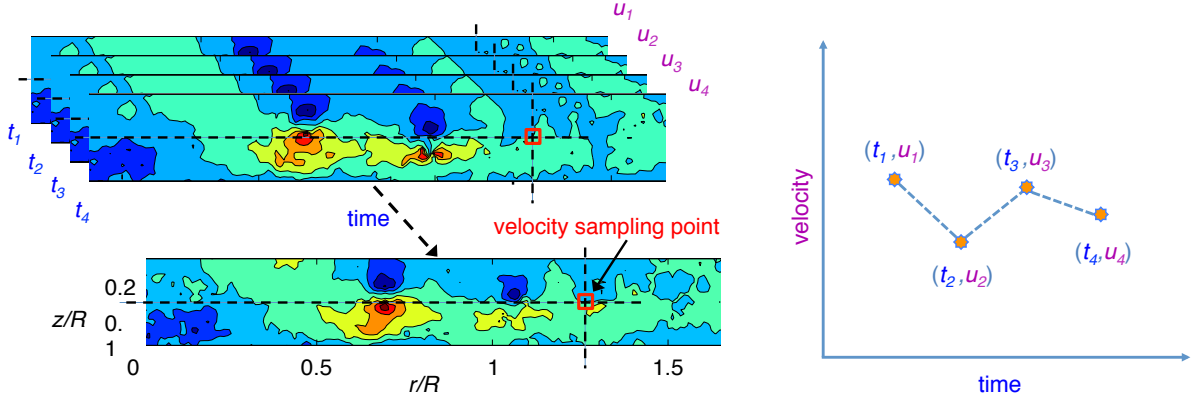 u1
u2
u3
u4
t1
t2
t3
t4
time
velocity sampling point
0.2
z/R
0.
1
0
0.5
1
1.5
r/R
velocity
(t1,u1)
(t3,u3)
(t2,u2)
(t4,u4)
time